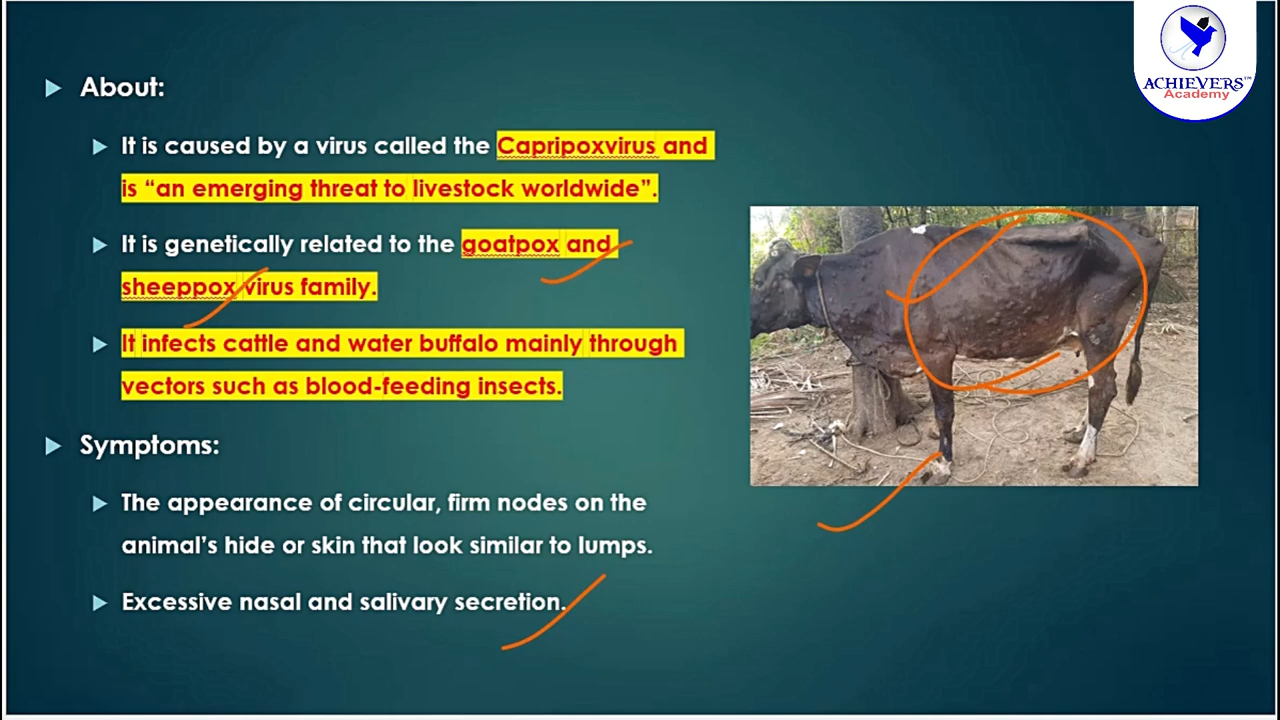 ACHIEVERS™
Academy
About:
It is caused by a virus called the Capripoxvirus and
is “an emerging threat to livestock worldwide”.
It is genetically related to the goatpox and
sheeppox virus family.
It infects cattle and water buffalo mainly through
vectors such as blood-feeding insects.
Symptoms:
The appearance of circular, firm nodes on the
animal’s hide or skin that look similar to lumps.
Excessive nasal and salivary secretion.